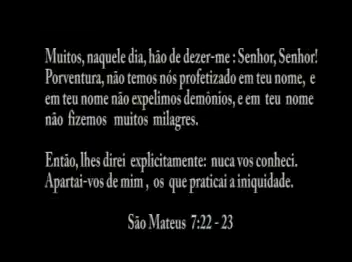 Muitos, naquele dia, hão de dezer-me : Senhor, Senhor!
Porventura, não temos nós profetizado em teu nome, e
em teu nome não expelimos demônios, e em teu nome
não fizemos muitos milagres.
Então, lhes direi explicitamente: nuca vos conheci.
Apartai-vos de mim , os que praticai a iniquidade.
São Mateus 7:22 - 23